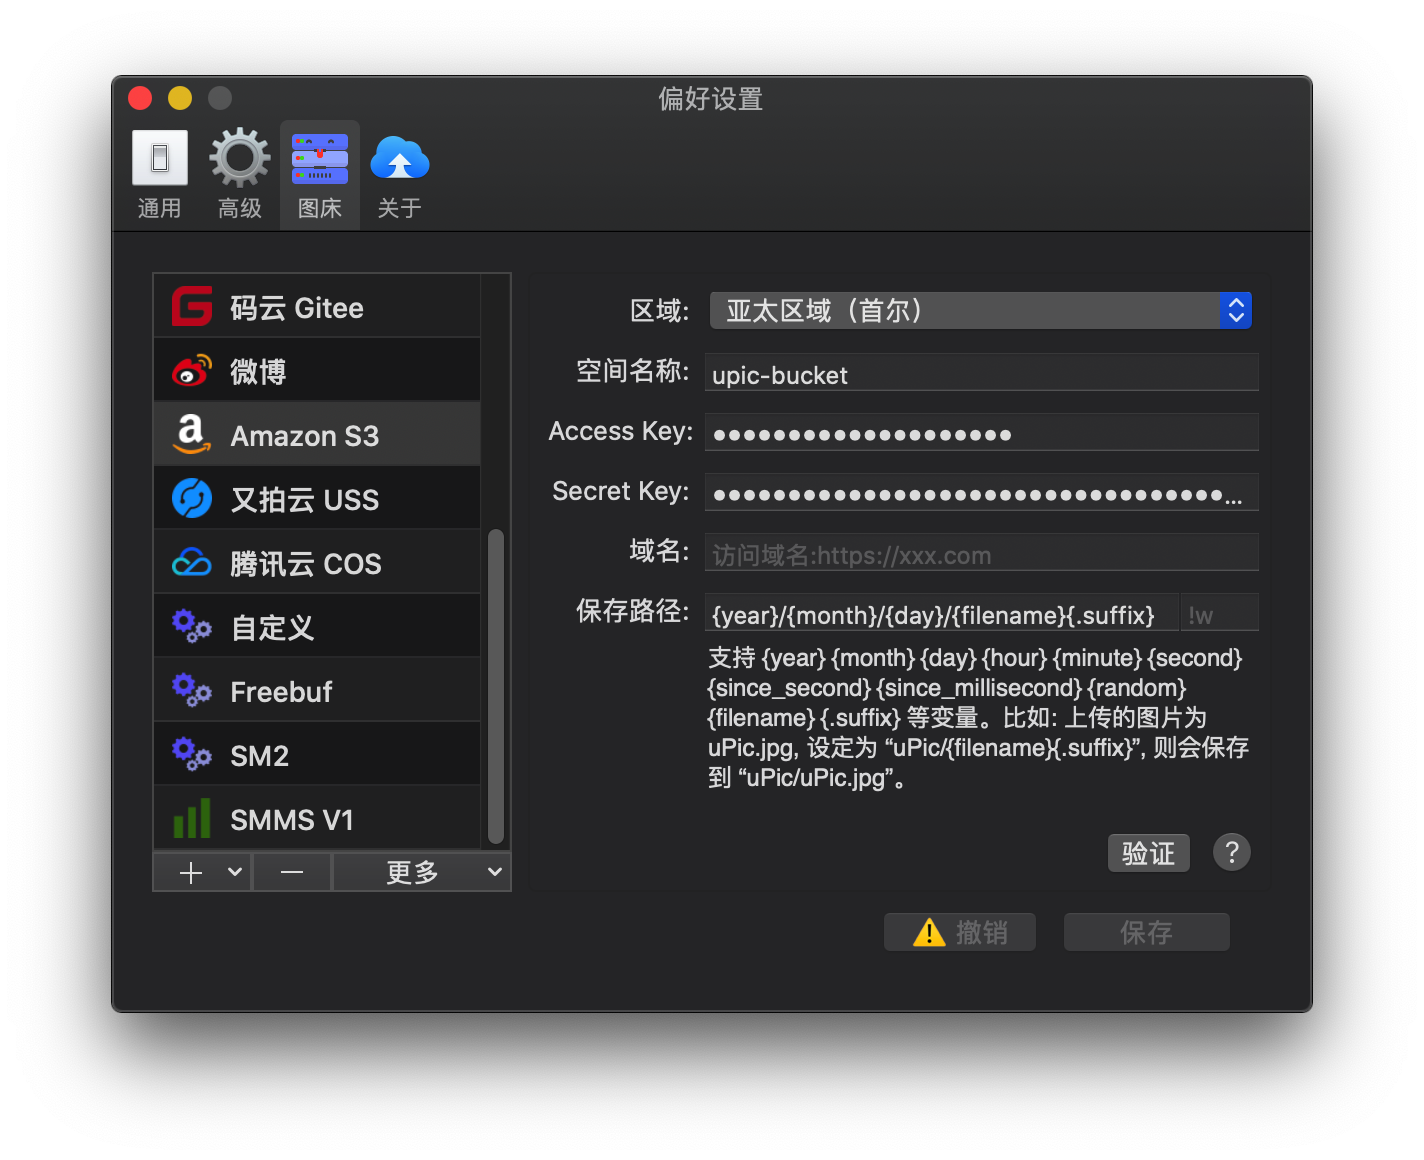 偏好设置
通用
高级
图床
关于
码云 Gitee
微博
Amazon S3
又拍云 USS
腾讯云 COS
自定义
Freebuf
SM2
SMMS V1
更多
区域:
亚太区域（首尔）
空间名称:
upic-bucket
Access Key:
●●●●●●●●●●●●●●●●●●●●
Secret Key:
●●●●●●●●●●●●●●●●●●●●●●●●●●●●●●●●●●...
域名:
访问域名:https://xxx.com
保存路径:
{year}/{month}/{day}/{filename}{.suffix}
!w
支持 {year} {month} {day} {hour} {minute} {second}
{since_second} {since_millisecond} {random}
{filename} {.suffix} 等变量。比如: 上传的图片为
uPic.jpg, 设定为 “uPic/{filename}{.suffix}”, 则会保存
到 “uPic/uPic.jpg”。
验证
?
撤销
保存